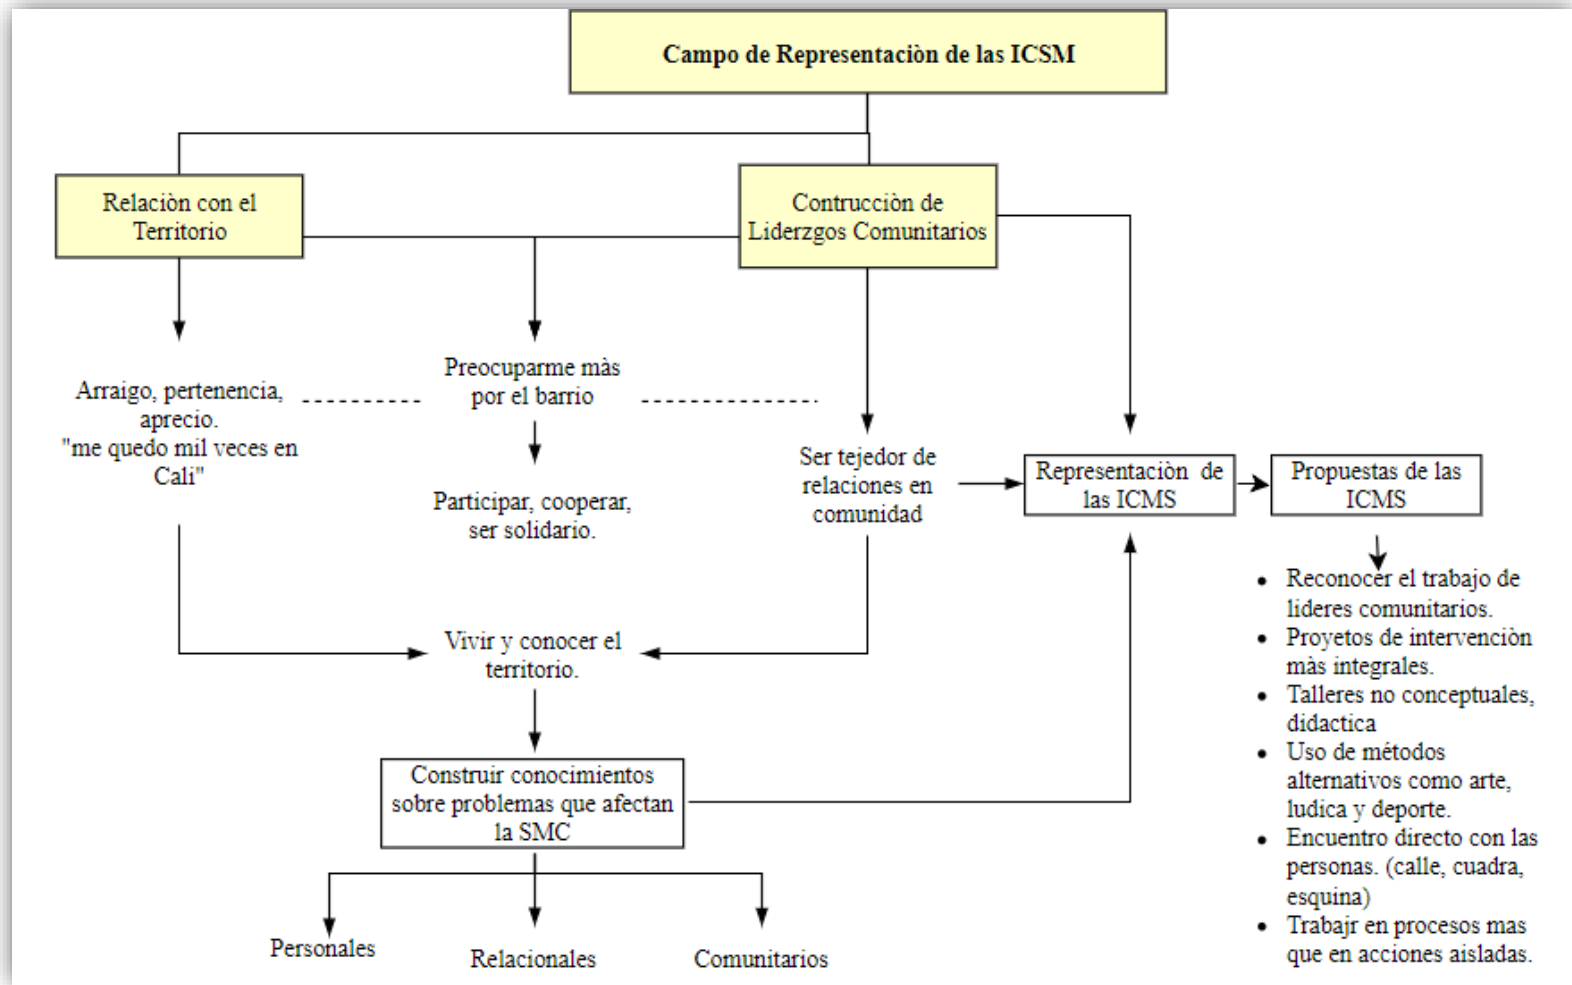 Campo de Representaciòn de las ICSM
Relaciòn con el
Territorio
Contrucciòn de
Liderzgos Comunitarios
Arraigo, pertenencia,
aprecio.
"me quedo mil veces en
Cali"
Preocuparme màs
por el barrio
Participar, cooperar,
ser solidario.
Ser tejedor de
relaciones en
comunidad
Representaciòn de
las ICMS
Propuestas de las
ICMS
Vivir y conocer el
territorio.
Construir conocimientos
sobre problemas que afectan
la SMC
Personales
Relacionales
Comunitarios
• Reconocer el trabajo de
lideres comunitarios.
• Proyetos de intervenciòn
màs integrales.
• Talleres no conceptuales,
didactica
• Uso de métodos
alternativos como arte,
ludica y deporte.
• Encuentro directo con las
personas. (calle, cuadra,
esquina)
• Trabajr en procesos mas
que en acciones aisladas.